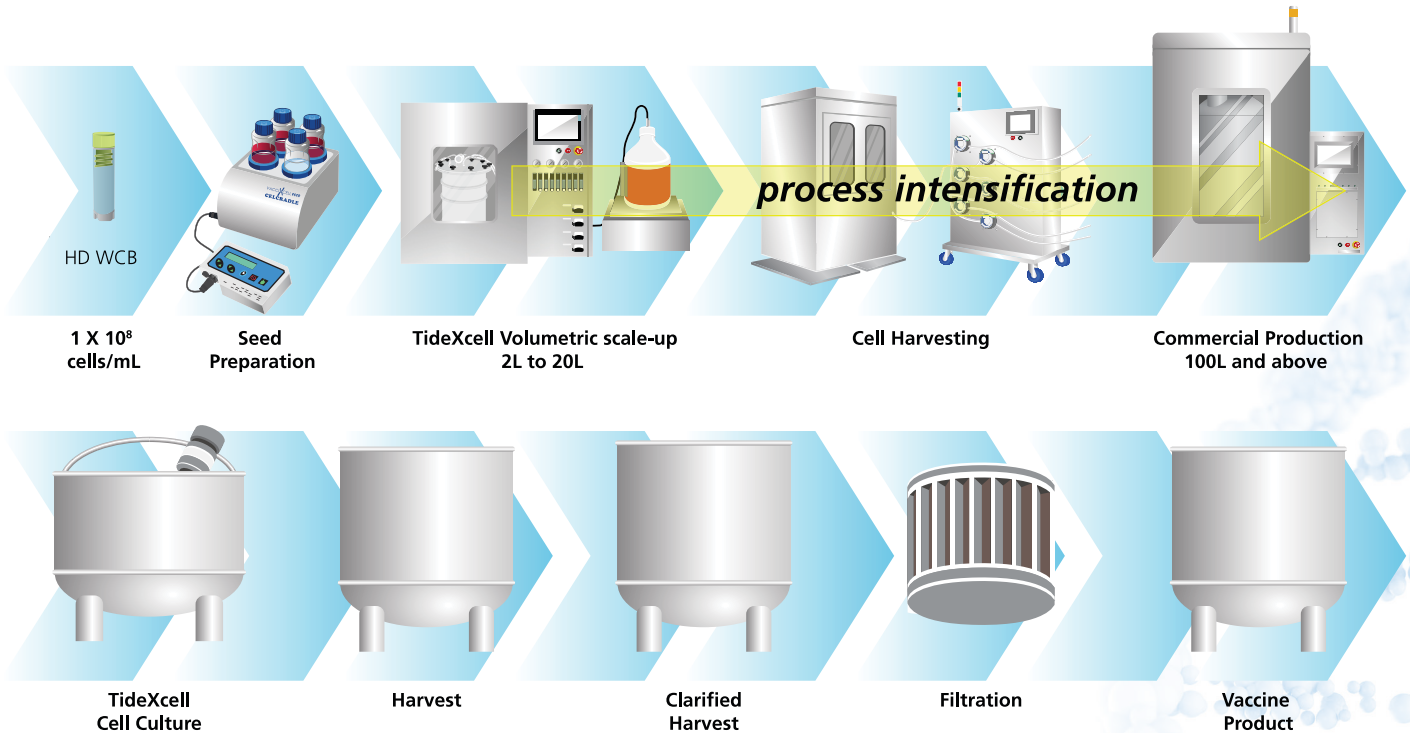 HD WCB
CELCRADLE
process intensification
1 X 10⁸
cells/mL
Seed
Preparation
TideXcell Volumetric scale-up
2L to 20L
Cell Harvesting
Commercial Production
100L and above
TideXcell
Cell Culture
Harvest
Clarified
Harvest
Filtration
Vaccine
Product